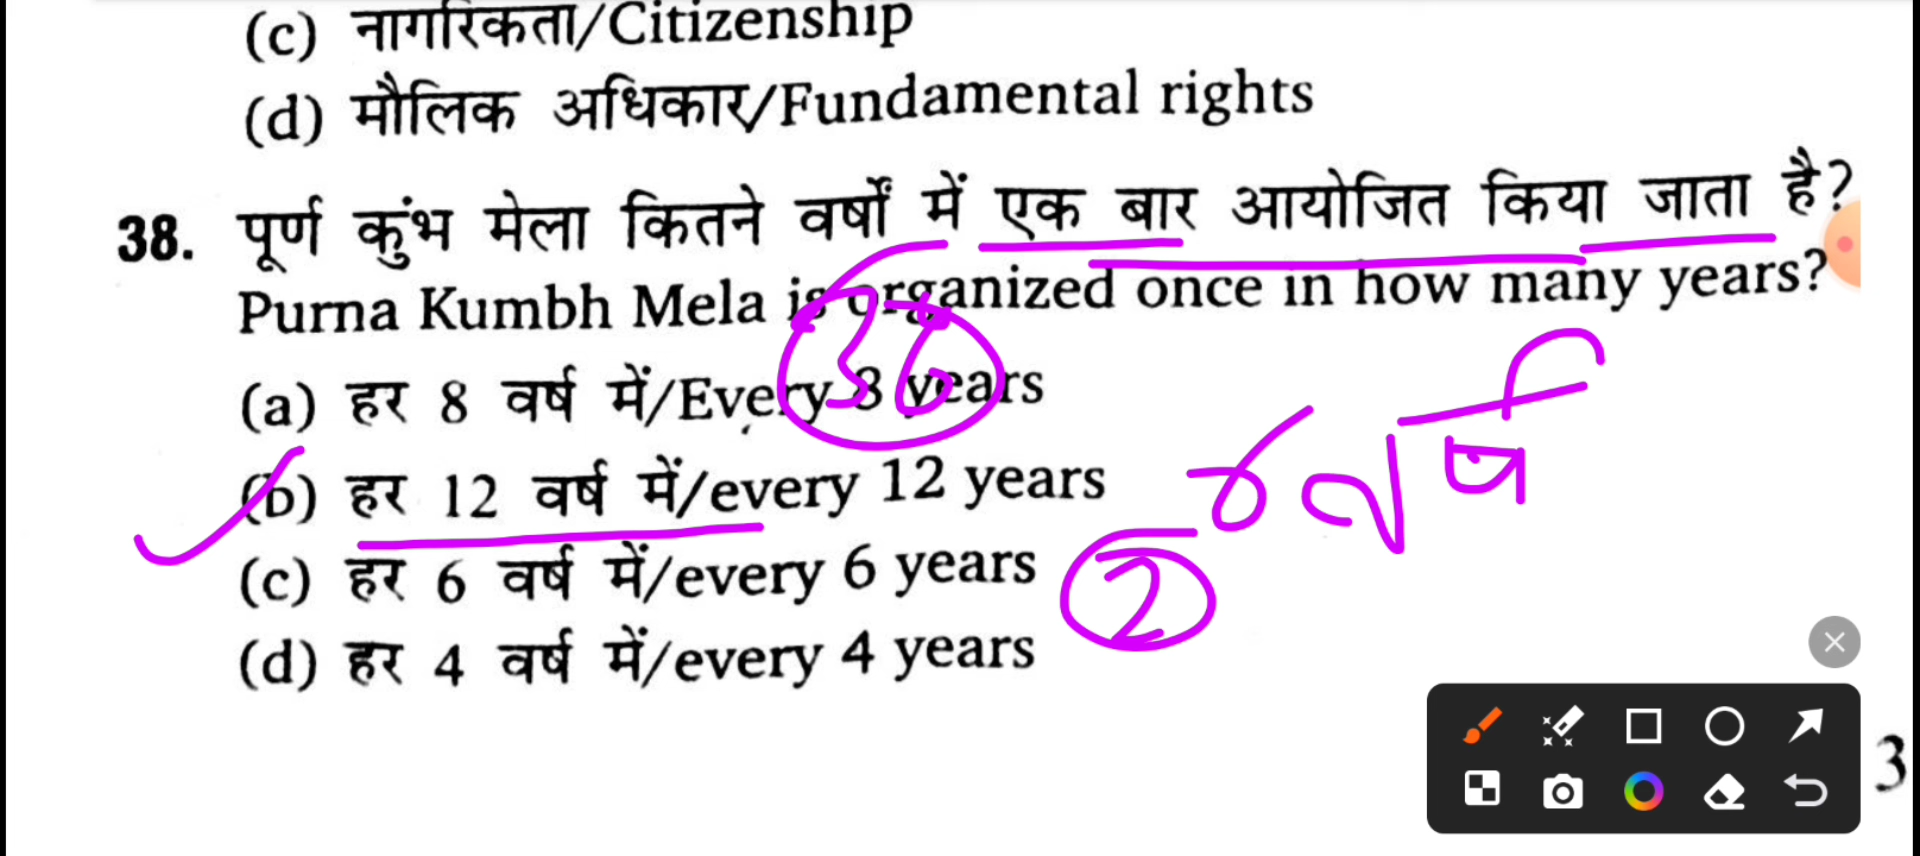 (c) नागरिकता/Citizenship
(d) मौलिक अधिकार/Fundamental rights
38. पूर्ण कुंभ मेला कितने वर्षों में एक बार आयोजित किया जाता है?
Purna Kumbh Mela is organized once in how many years?
(a) हर 8 वर्ष में/Every 8 years
(b) हर 12 वर्ष में/every 12 years
(c) हर 6 वर्ष में/every 6 years
(d) हर 4 वर्ष में/every 4 years
वर्ष
2
3